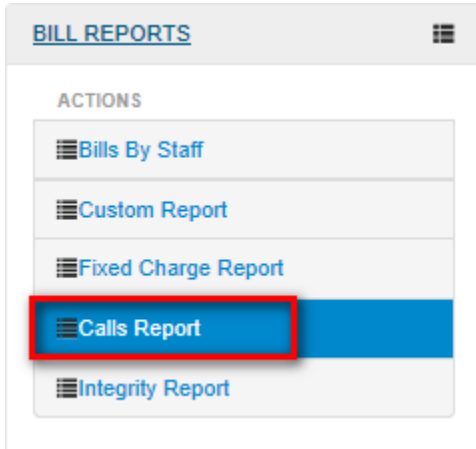 BILL REPORTS
ACTIONS
Bills By Staff
Custom Report
Fixed Charge Report
Calls Report
Integrity Report